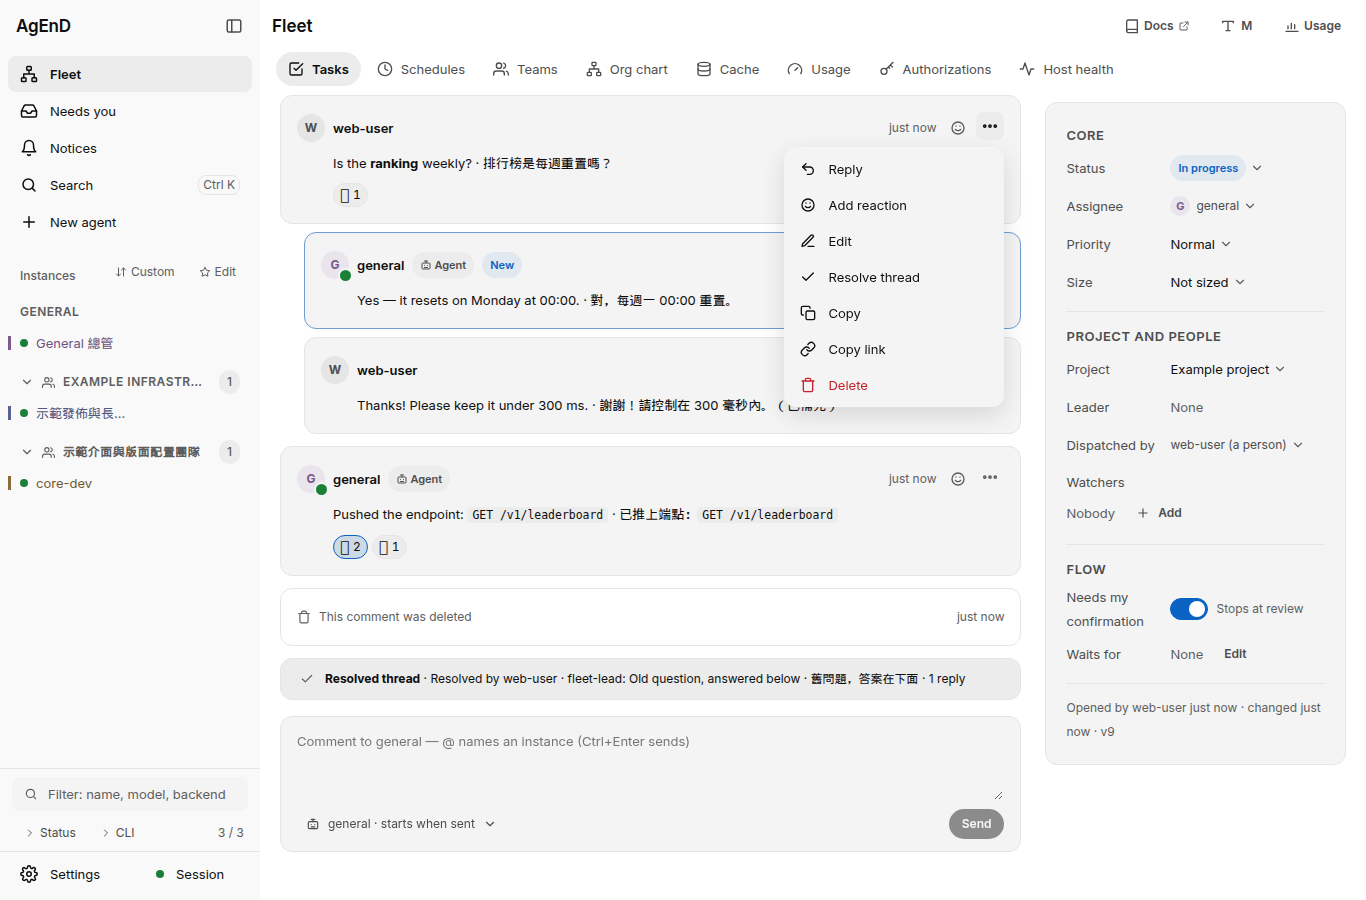 AgEnD
Fleet
Needs you
Notices
Search
Ctrl K
New agent
Instances
Custom
Edit
GENERAL
General 總管
EXAMPLE INFRASTR...
1
示範發佈與長...
示範介面與版面配置團隊
1
core-dev
Filter: name, model, backend
Status
CLI
3 / 3
Settings
Session
Fleet
Docs
M
Usage
Tasks
Schedules
Teams
Org chart
Cache
Usage
Authorizations
Host health
W
web-user
just now
Is the ranking weekly? · 排行榜是每週重置嗎？
1
G
general
Agent
New
Yes — it resets on Monday at 00:00. · 對，每週一 00:00 重置。
W
web-user
Thanks! Please keep it under 300 ms. · 謝謝！請控制在 300 毫秒內。
Reply
Add reaction
Edit
Resolve thread
Copy
Copy link
Delete
G
general
Agent
just now
Pushed the endpoint: GET /v1/leaderboard · 已推上端點： GET /v1/leaderboard
2
1
This comment was deleted
just now
Resolved thread · Resolved by web-user · fleet-lead: Old question, answered below · 舊問題，答案在下面 · 1 reply
Comment to general — @ names an instance (Ctrl+Enter sends)
general · starts when sent
Send
CORE
Status
In progress
Assignee
G
general
Priority
Normal
Size
Not sized
PROJECT AND PEOPLE
Project
Example project
Leader
None
Dispatched by
web-user (a person)
Watchers
Nobody
Add
FLOW
Needs my
confirmation
Stops at review
Waits for
None
Edit
Opened by web-user just now · changed just
now · v9